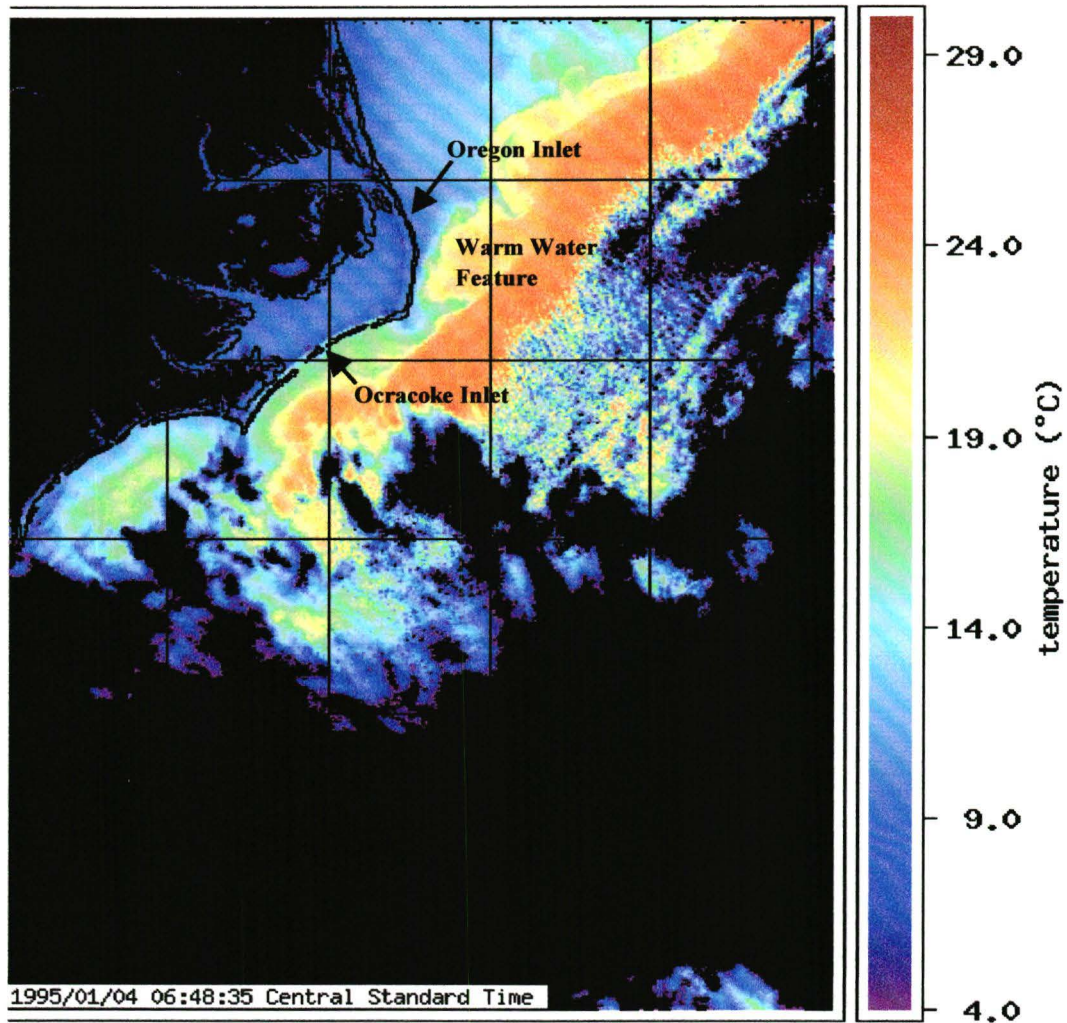 Oregon Inlet
Warm Water
Feature
Ocracoke Inlet
1995/01/04 06:48:35 Central Standard Time
29.0
24.0
19.0
14.0
9.0
4.0
temperature (°C)